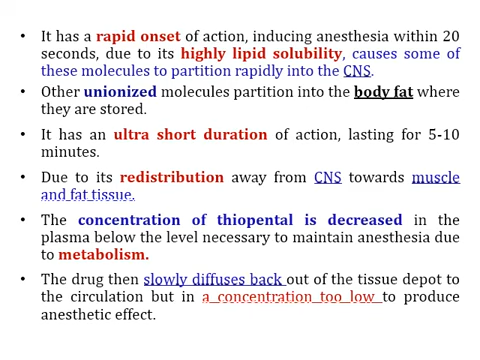 • It has a rapid onset of action, inducing anesthesia within 20
seconds, due to its highly lipid solubility, causes some of
these molecules to partition rapidly into the CNS.
• Other unionized molecules partition into the body fat where
they are stored.
• It has an ultra short duration of action, lasting for 5-10
minutes.
• Due to its redistribution away from CNS towards muscle
and fat tissue.
• The concentration of thiopental is decreased in the
plasma below the level necessary to maintain anesthesia due
to metabolism.
• The drug then slowly diffuses back out of the tissue depot to
the circulation but in a concentration too low to produce
anesthetic effect.